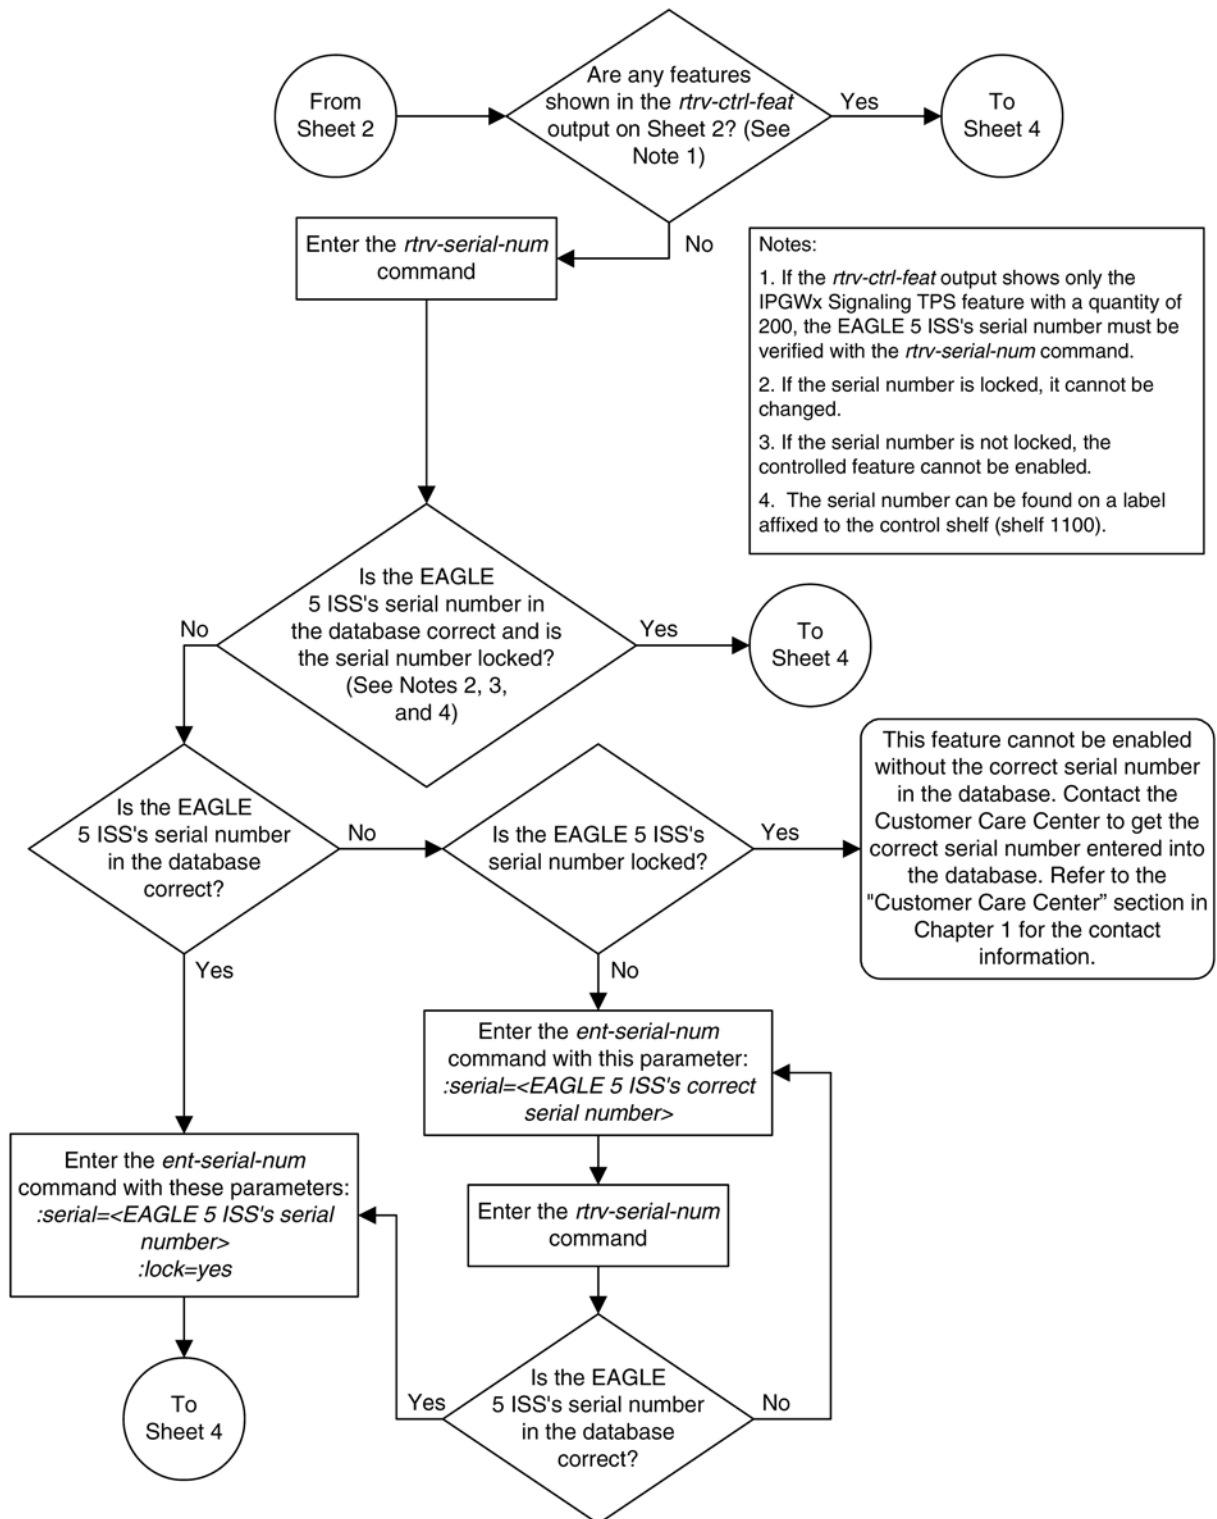 From
Sheet 2
Are any features
shown in the rtrv-ctrl-feat
output on Sheet 2? (See
Note 1)
Yes
To
Sheet 4
No
Enter the rtrv-serial-num
command
Notes:
1. If the rtrv-ctrl-feat output shows only the
IPGWx Signaling TPS feature with a quantity of
200, the EAGLE 5 ISS's serial number must be
verified with the rtrv-serial-num command.
2. If the serial number is locked, it cannot be
changed.
3. If the serial number is not locked, the
controlled feature cannot be enabled.
4. The serial number can be found on a label
affixed to the control shelf (shelf 1100).
Is the EAGLE
5 ISS's serial number in
the database correct and is
the serial number locked?
(See Notes 2, 3,
and 4)
No
Yes
To
Sheet 4
Is the EAGLE
5 ISS's serial number
in the database
correct?
No
Is the EAGLE 5 ISS's
serial number locked?
Yes
This feature cannot be enabled
without the correct serial number
in the database. Contact the
Customer Care Center to get the
correct serial number entered into
the database. Refer to the
"Customer Care Center” section in
Chapter 1 for the contact
information.
Yes
No
Enter the ent-serial-num
command with this parameter:
:serial=<EAGLE 5 ISS's correct
serial number>
Enter the ent-serial-num
command with these parameters:
:serial=<EAGLE 5 ISS's serial
number>
:lock=yes
Enter the rtrv-serial-num
command
Is the EAGLE
5 ISS's serial number
in the database
correct?
Yes
No
To
Sheet 4